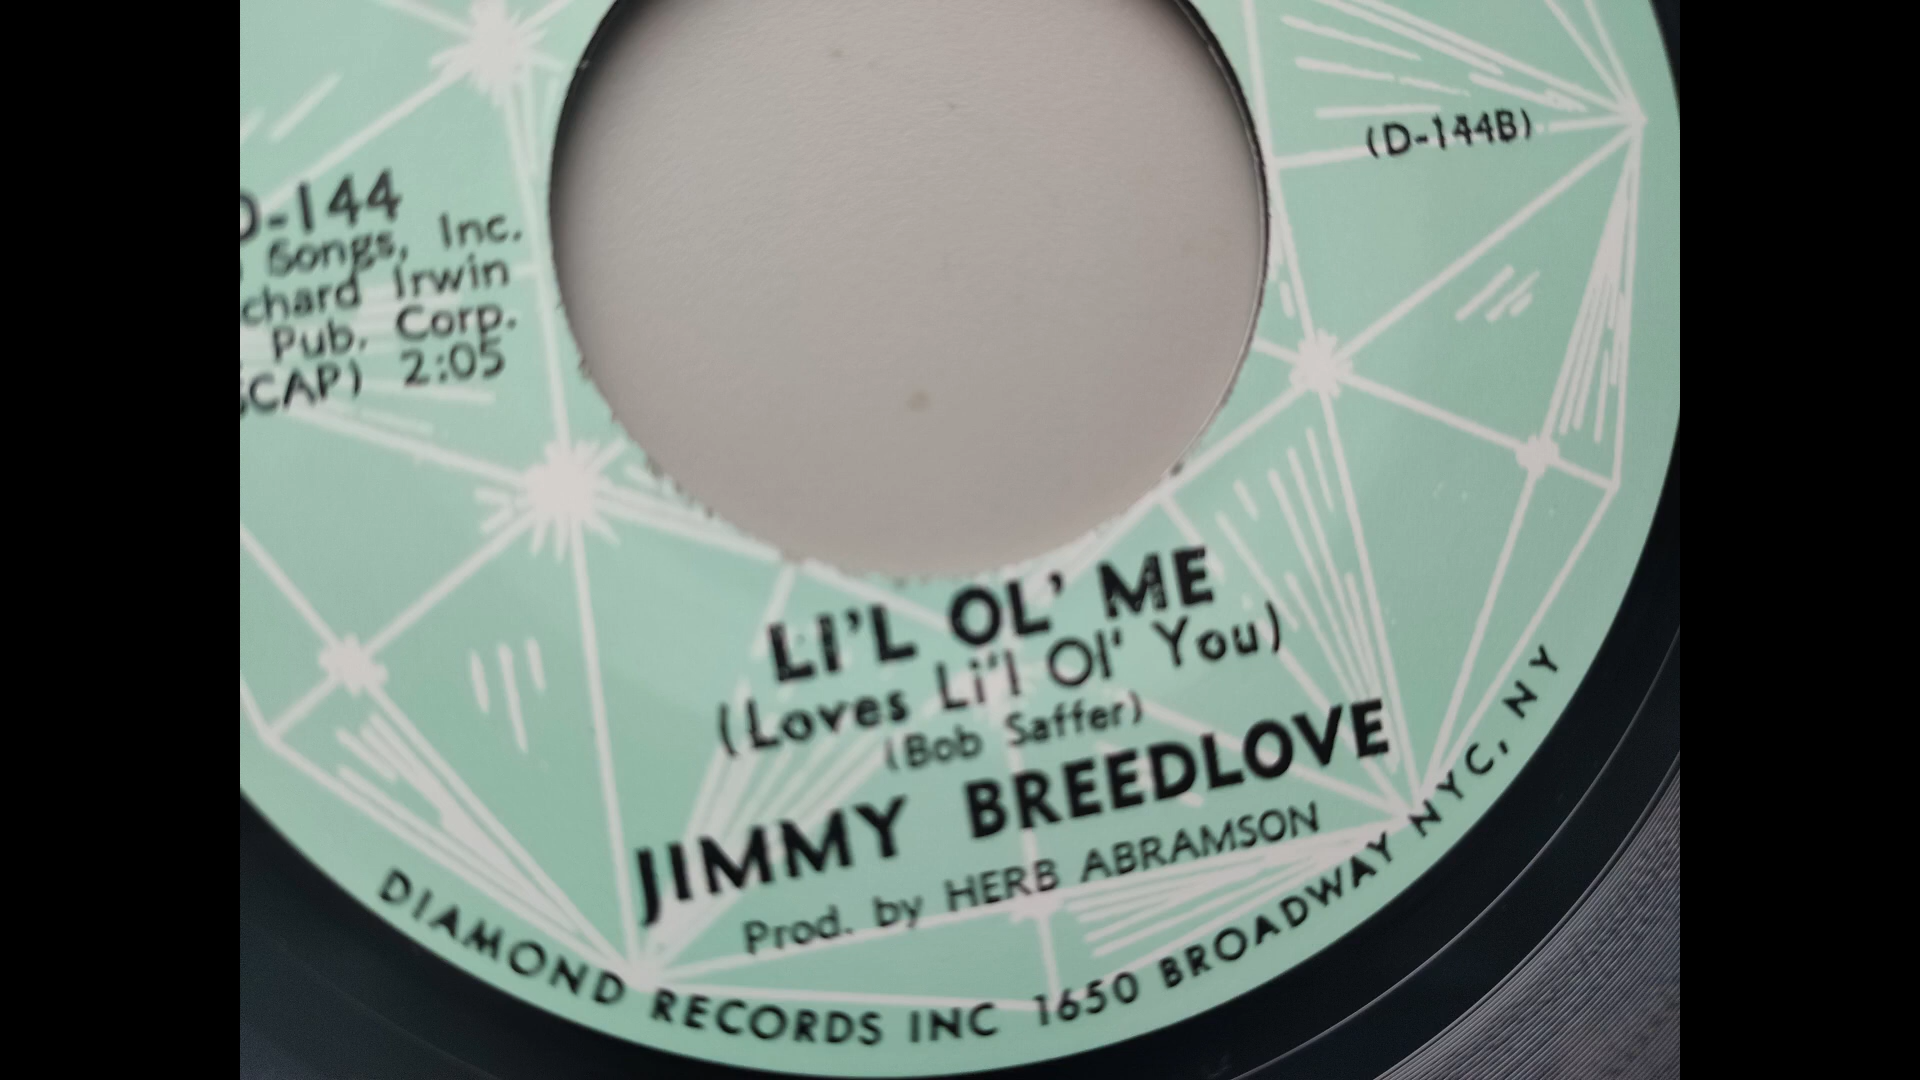 D-144
Songs, Inc.
chard Irwin
Pub. Corp.
SCAP) 2:05
(D-144B)
LI'L OL' ME
(Loves Li'l Ol' You)
(Bob Saffer)
JIMMY BREEDLOVE
Prod. by HERB ABRAMSON
DIAMOND RECORDS INC 1650 BROADWAY NYC, NY